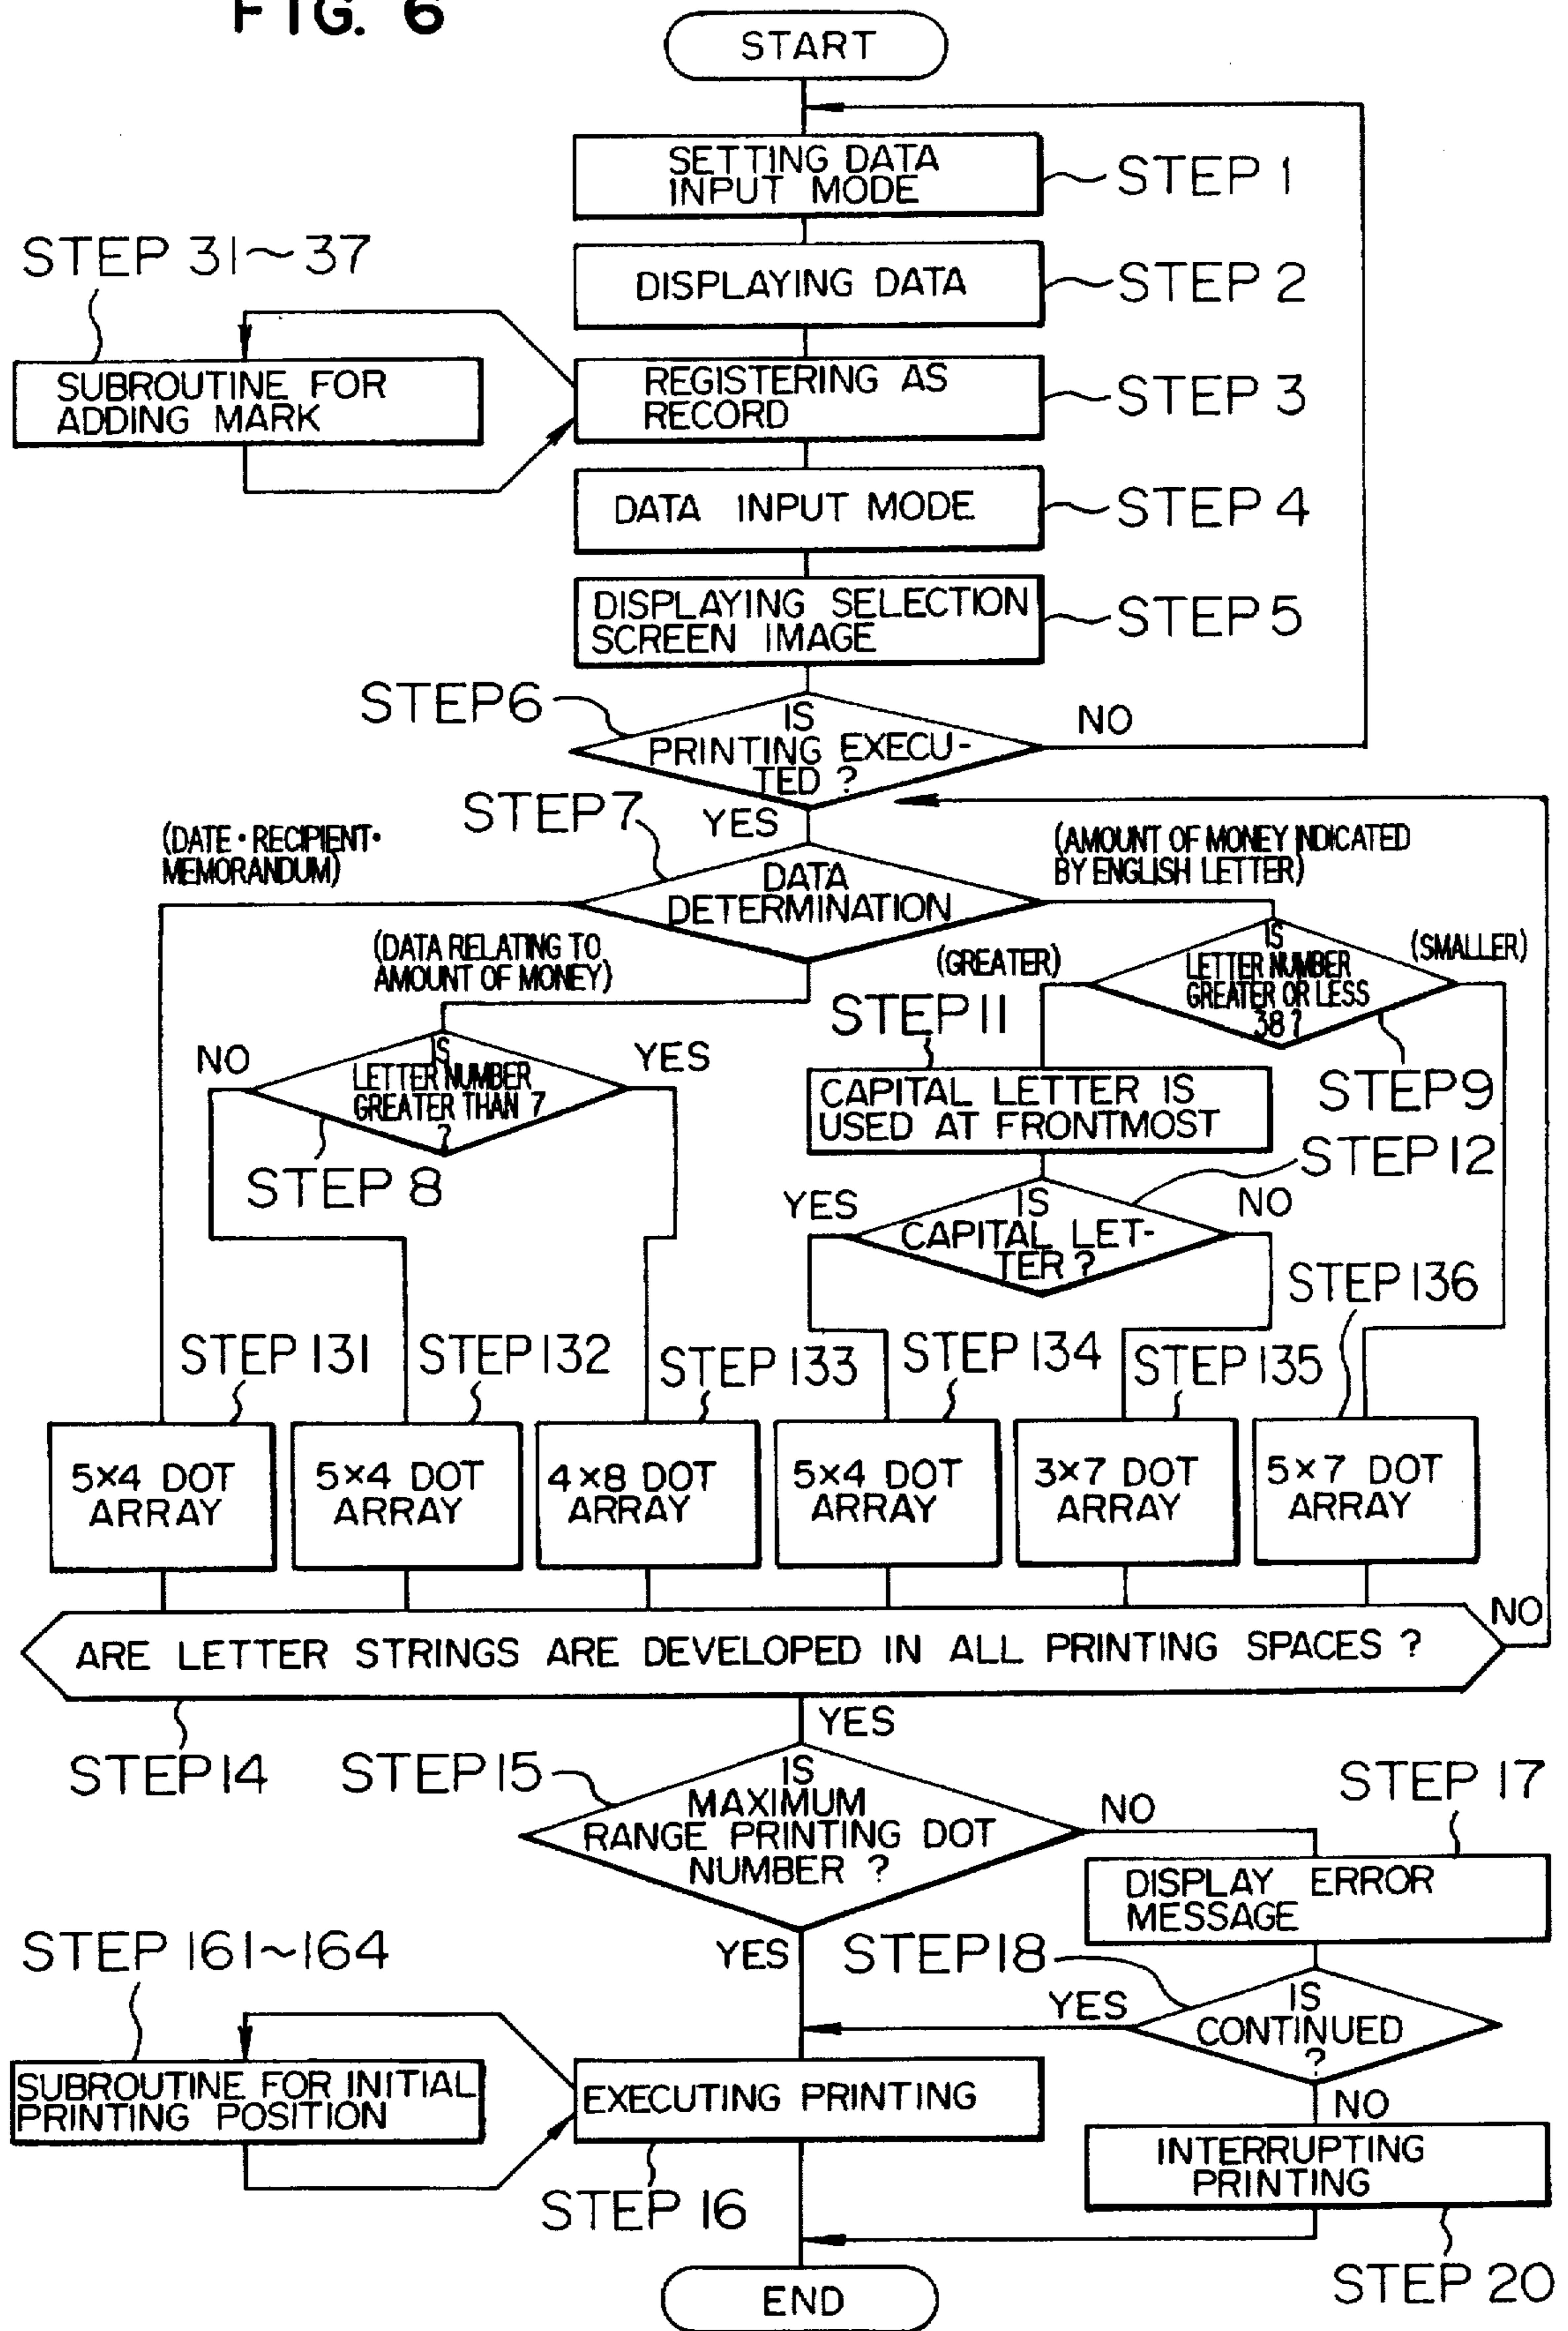 FIG. 6
START
SETTING DATA
INPUT MODE
STEP 1
STEP 31~37
DISPLAYING DATA
STEP 2
SUBROUTINE FOR
ADDING MARK
REGISTERING AS
RECORD
STEP 3
DATA INPUT MODE
STEP 4
DISPLAYING SELECTION
SCREEN IMAGE
STEP 5
STEP6
IS
PRINTING EXECU-
TED ?
NO
STEP7
YES
(DATE·RECIPIENT·
MEMORANDUM)
DATA
DETERMINATION
(AMOUNT OF MONEY INDICATED
BY ENGLISH LETTER)
(DATA RELATING TO
AMOUNT OF MONEY)
(GREATER)
IS
LETTER NUMBER
GREATER OR LESS
38?
(SMALLER)
STEP11
NO
IS
LETTER NUMBER
GREATER THAN 7
?
YES
CAPITAL LETTER IS
USED AT FRONTMOST
STEP9
STEP 8
STEP12
YES
IS
CAPITAL LET-
TER ?
NO
STEP 136
STEP 131
STEP 132
STEP 133
STEP 134
STEP 135
5×4 DOT
ARRAY
5×4 DOT
ARRAY
4×8 DOT
ARRAY
5×4 DOT
ARRAY
3×7 DOT
ARRAY
5×7 DOT
ARRAY
ARE LETTER STRINGS ARE DEVELOPED IN ALL PRINTING SPACES ?
NO
YES
STEP14
STEP15
IS
MAXIMUM
RANGE PRINTING DOT
NUMBER ?
NO
STEP 17
DISPLAY ERROR
MESSAGE
STEP 161~164
YES
STEP18
YES
IS
CONTINUED
?
SUBROUTINE FOR INITIAL
PRINTING POSITION
EXECUTING PRINTING
NO
INTERRUPTING
PRINTING
STEP 16
STEP 20
END